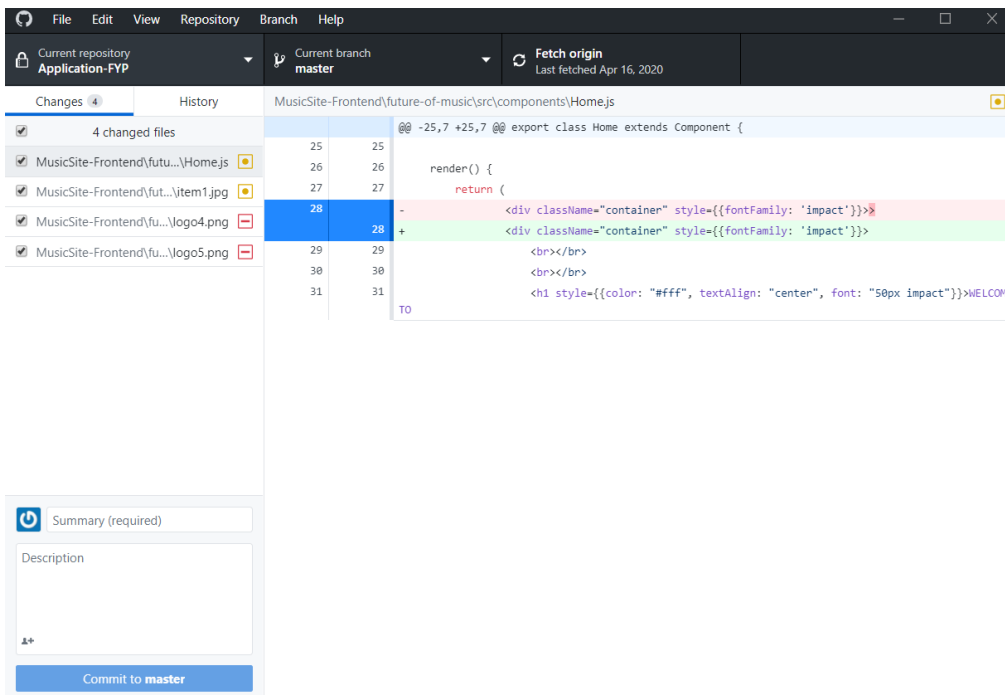 File Edit View Repository Branch Help
Current repository
Application-FYP
Current branch
master
Fetch origin
Last fetched Apr 16, 2020
Changes 4 History
MusicSite-Frontend\future-of-music\src\components\Home.js
4 changed files
MusicSite-Frontend\futu...\Home.js
MusicSite-Frontend\fut...\item1.jpg
MusicSite-Frontend\fu...\logo4.png
MusicSite-Frontend\fu...\logo5.png
@@ -25,7 +25,7 @@ export class Home extends Component {
25 25
26 26 render() {
27 27 return (
28 - <div className="container" style={{fontFamily: 'impact'}}>>
28 + <div className="container" style={{fontFamily: 'impact'}}>
29 29 <br></br>
30 30 <br></br>
31 31 <h1 style={{color: "#fff", textAlign: "center", font: "50px impact"}}>WELCOM
TO
Summary (required)
Description
Commit to master